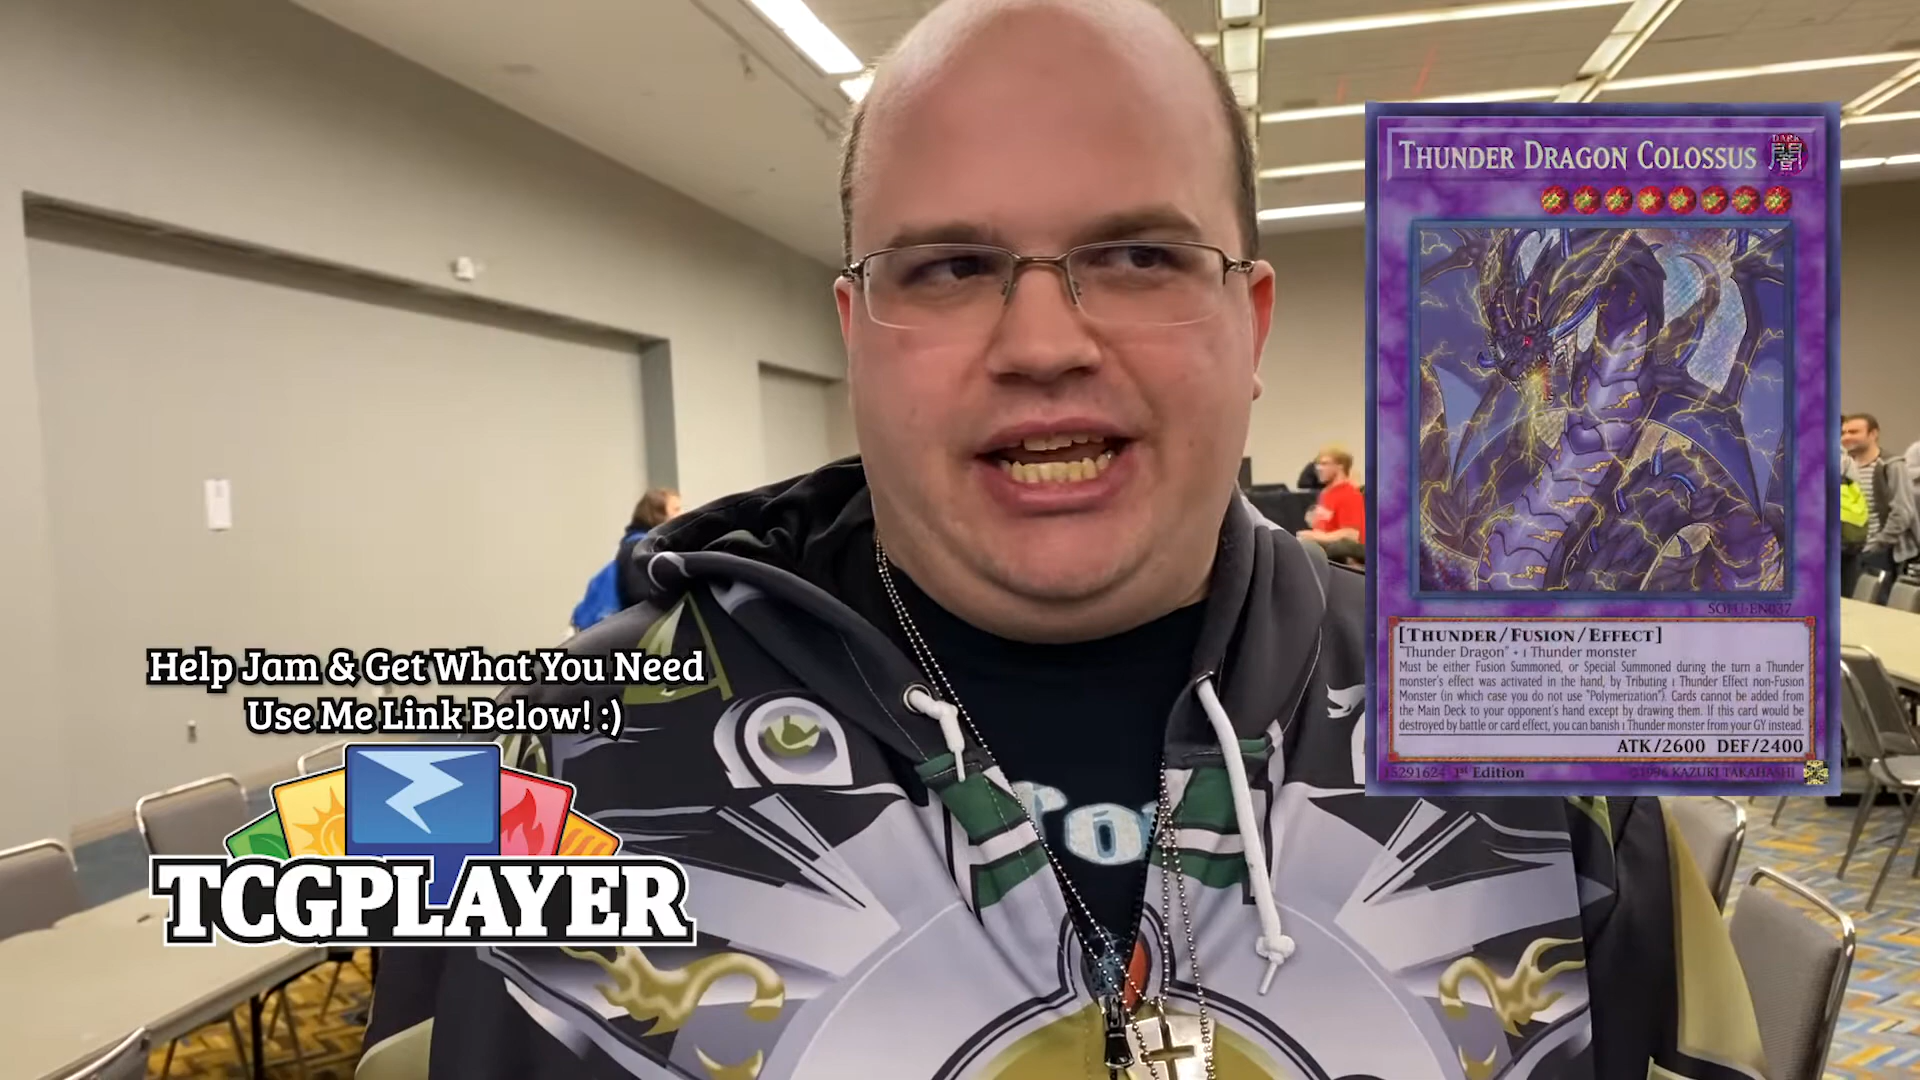 THUNDER DRAGON COLOSSUS
DARK
闇
SOFU-EN037
[THUNDER/FUSION/EFFECT]
"Thunder Dragon" + 1 Thunder monster
Must be either Fusion Summoned, or Special Summoned during the turn a Thunder
monster's effect was activated in the hand, by Tributing 1 Thunder Effect non-Fusion
Monster (in which case you do not use "Polymerization"). Cards cannot be added from
the Main Deck to your opponent's hand except by drawing them. If this card would be
destroyed by battle or card effect, you can banish 1 Thunder monster from your GY instead.
ATK/2600 DEF/2400
15291624 1st Edition
©1996 KAZUKI TAKAHASHI
Help Jam & Get What You Need
Use Me Link Below! :)
TCGPLAYER